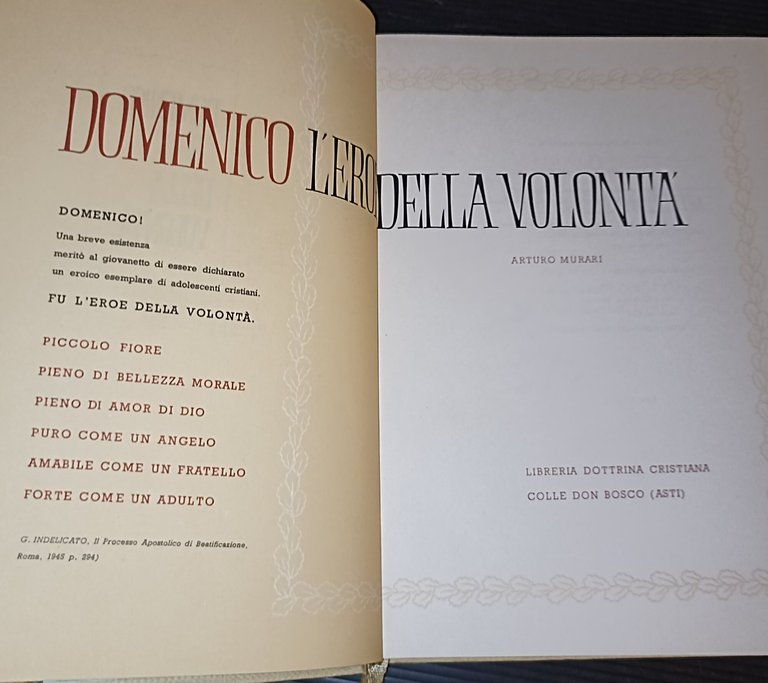 DOMENICO L'EROE DELLA VOLONTÀ
DOMENICO!
Una breve esistenza
meritò al giovanetto di essere dichiarato
un eroico esemplare di adolescenti cristiani.
FU L'EROE DELLA VOLONTÀ.
PICCOLO FIORE
PIENO DI BELLEZZA MORALE
PIENO DI AMOR DI DIO
PURO COME UN ANGELO
AMABILE COME UN FRATELLO
FORTE COME UN ADULTO
G. INDELICATO, Il Processo Apostolico di Beatificazione,
Roma, 1945 p. 294)
ARTURO MURARI
LIBRERIA DOTTRINA CRISTIANA
COLLE DON BOSCO (ASTI)